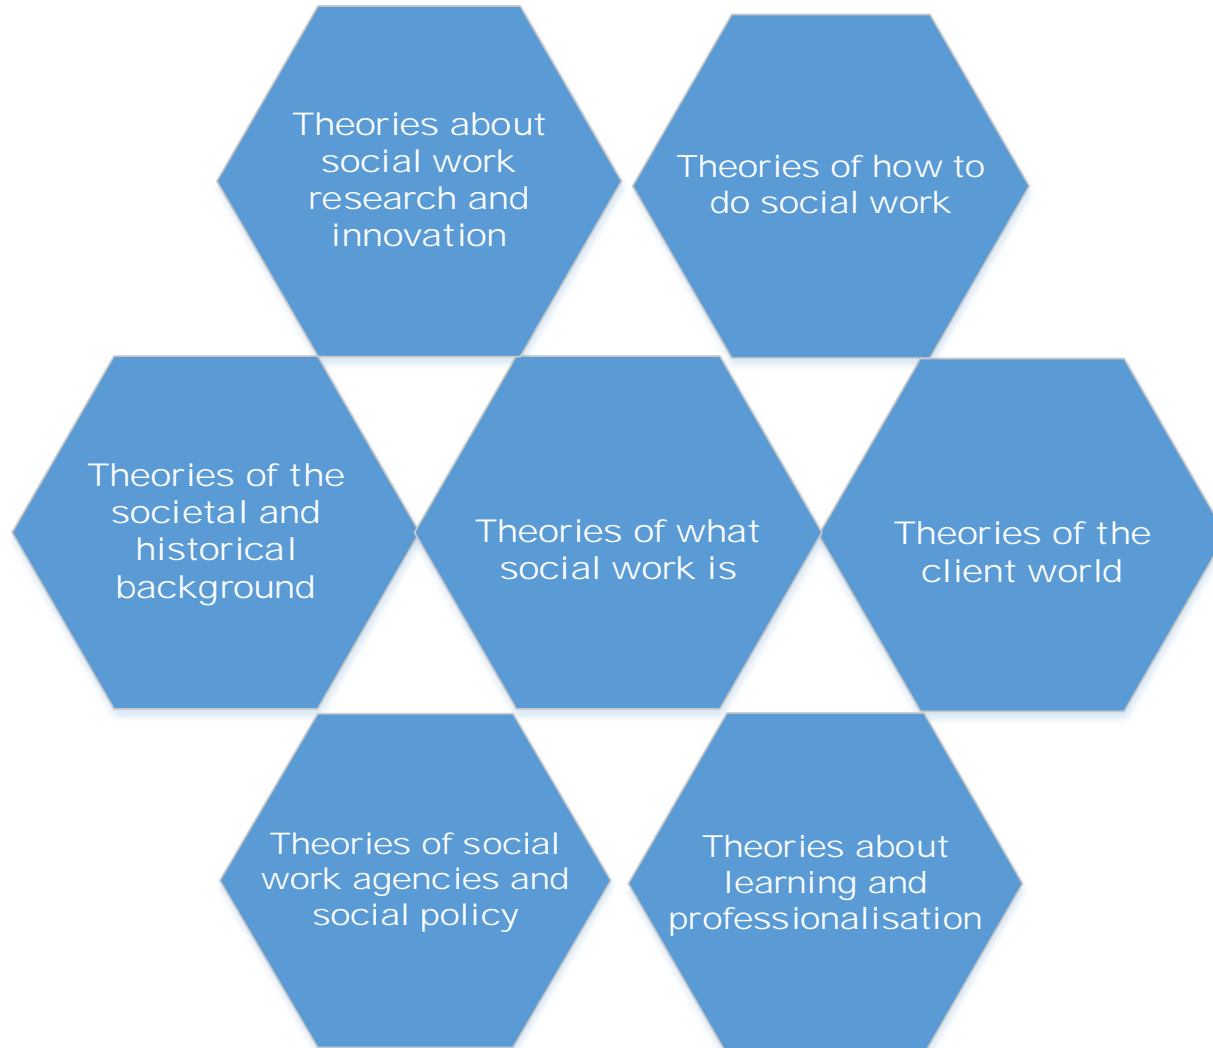 Theories about
social work
research and
innovation
Theories of how to
do social work
Theories of the
societal and
historical
background
Theories of what
social work is
Theories of the
client world
Theories of social
work agencies and
social policy
Theories about
learning and
professionalisation